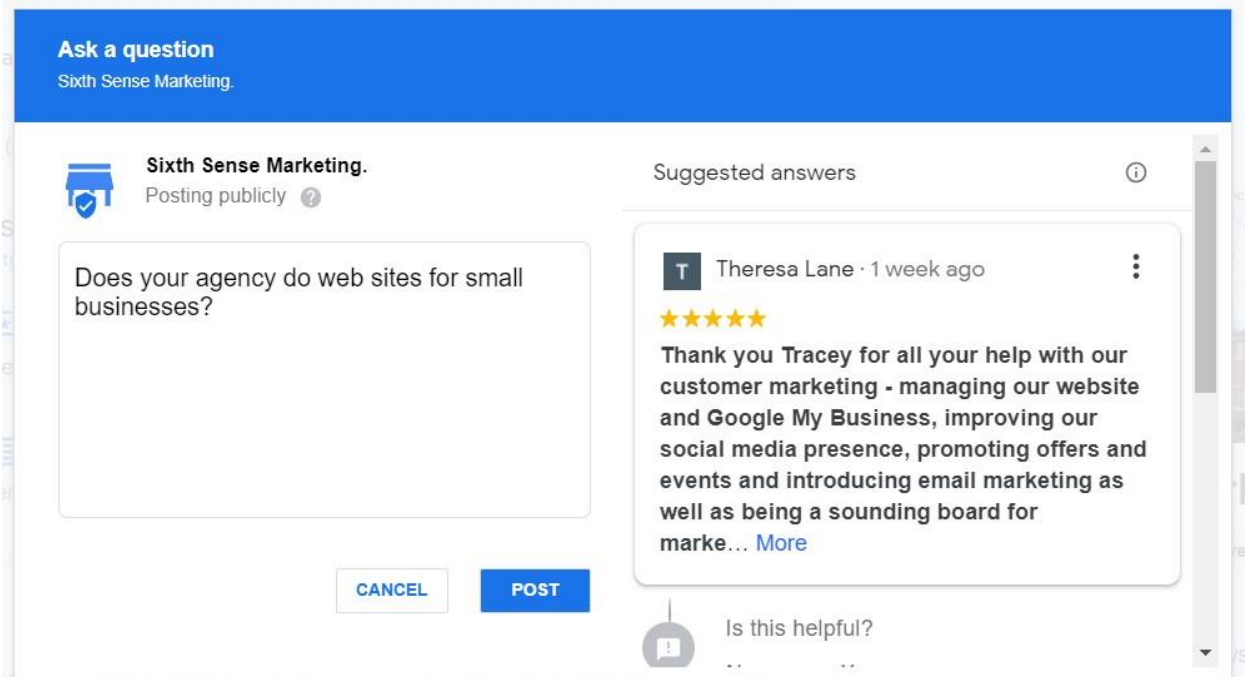 Ask a question
Sixth Sense Marketing.
Sixth Sense Marketing.
Posting publicly
Does your agency do web sites for small
businesses?
CANCEL
POST
Suggested answers
T
Theresa Lane · 1 week ago
Thank you Tracey for all your help with our
customer marketing - managing our website
and Google My Business, improving our
social media presence, promoting offers and
events and introducing email marketing as
well as being a sounding board for
marke… More
Is this helpful?